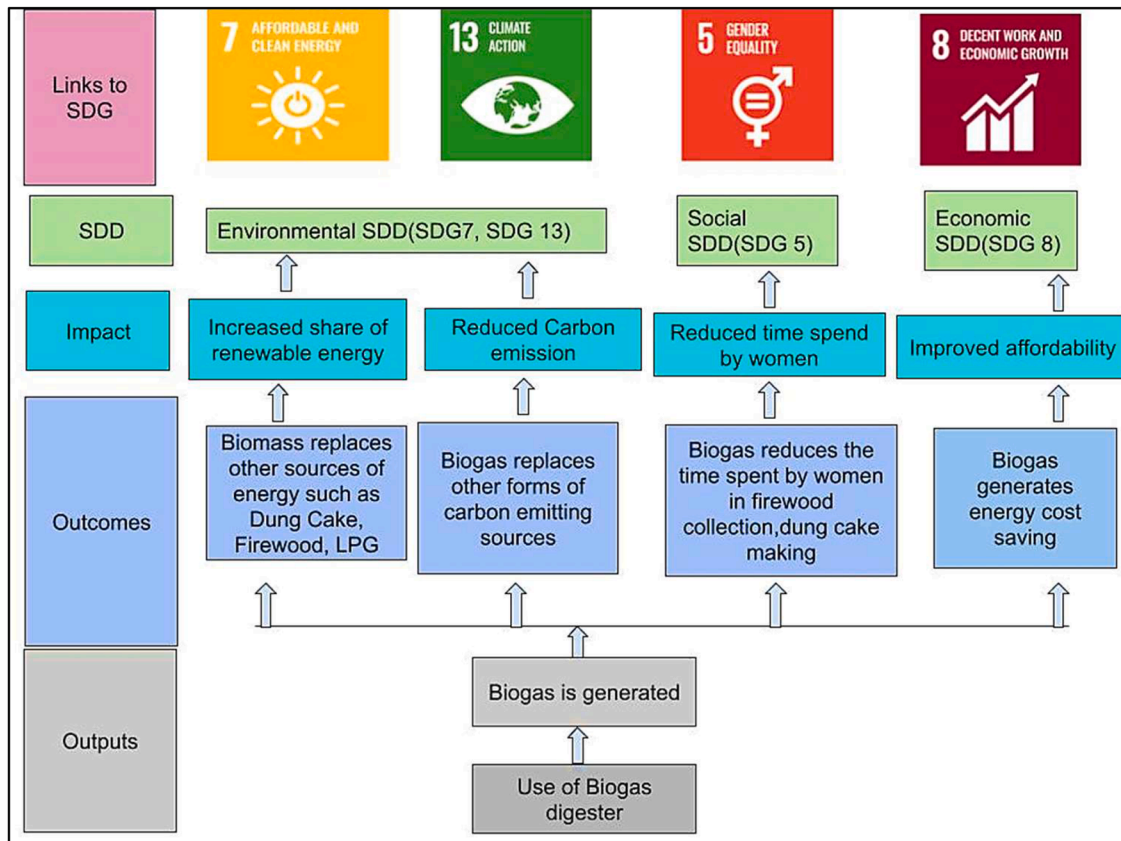 Links to
SDG
7 AFFORDABLE AND
CLEAN ENERGY
13 CLIMATE
ACTION
5 GENDER
EQUALITY
8 DECENT WORK AND
ECONOMIC GROWTH
SDD
Environmental SDD(SDG7, SDG 13)
Social
SDD(SDG 5)
Economic
SDD(SDG 8)
Impact
Increased share of
renewable energy
Reduced Carbon
emission
Reduced time spend
by women
Improved affordability
Outcomes
Biomass replaces
other sources of
energy such as
Dung Cake,
Firewood, LPG
Biogas replaces
other forms of
carbon emitting
sources
Biogas reduces the
time spent by women
in firewood
collection,dung cake
making
Biogas
generates
energy cost
saving
Outputs
Biogas is generated
Use of Biogas
digester